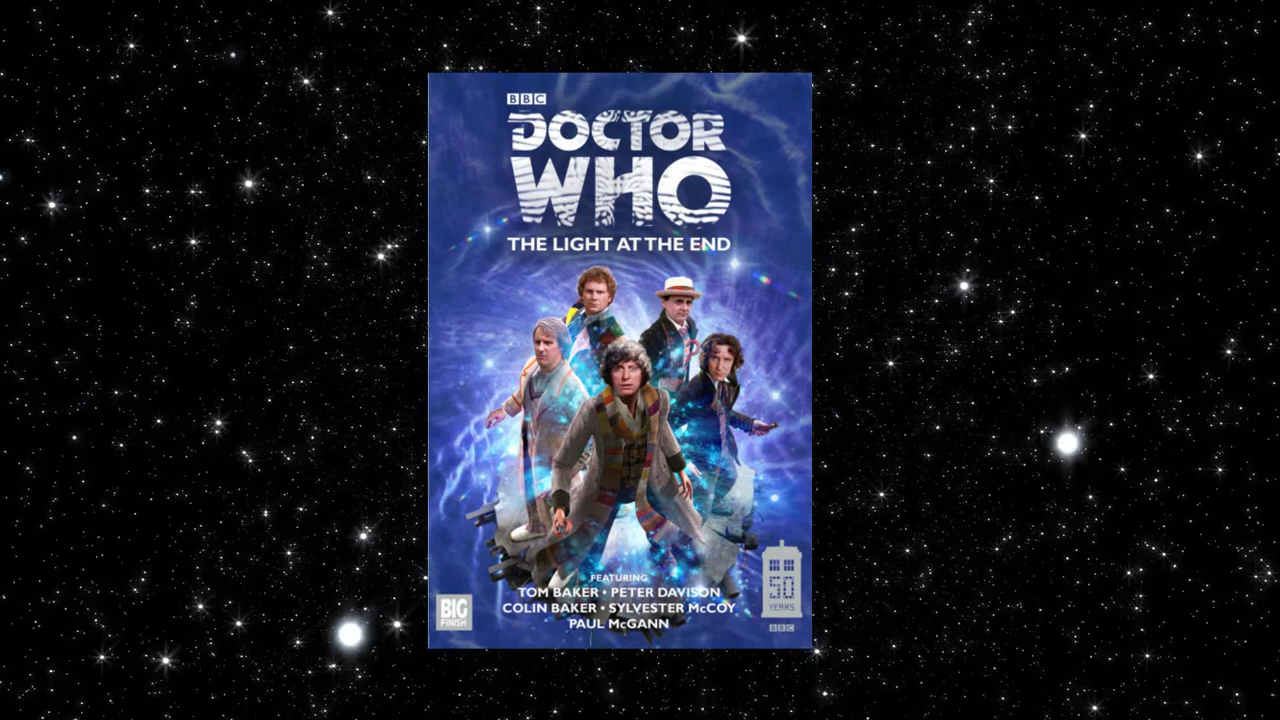 BBC
DOCTOR
WHO
THE LIGHT AT THE END
FEATURING
TOM BAKER • PETER DAVISON
COLIN BAKER • SYLVESTER McCOY
PAUL McGANN
BIG
FINISH
50
YEARS
BBC